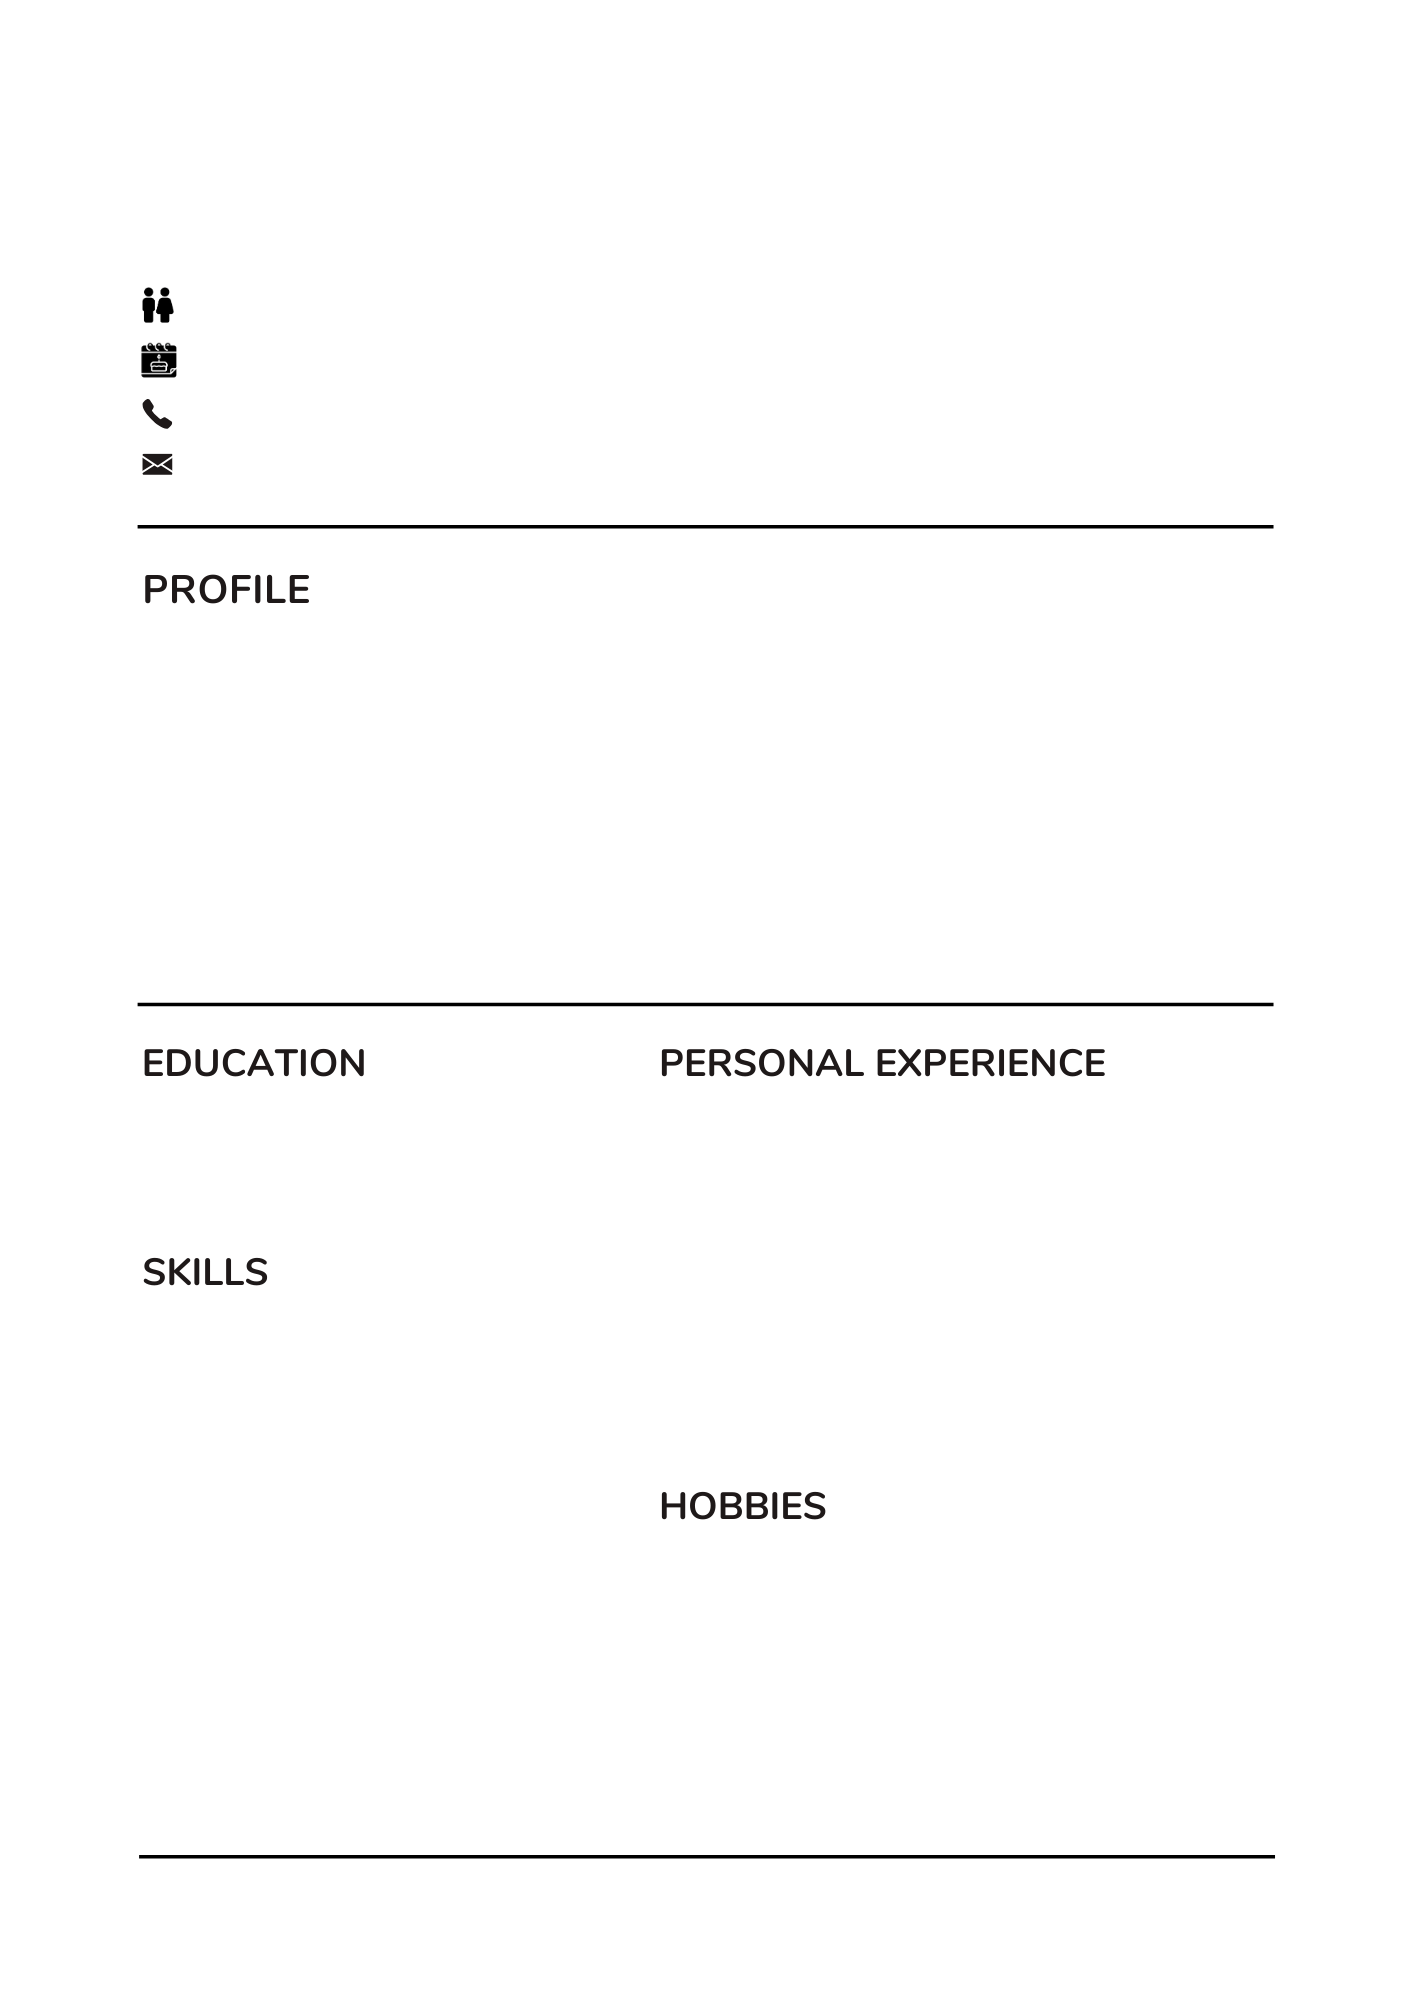 PROFILE
EDUCATION
PERSONAL EXPERIENCE
SKILLS
HOBBIES